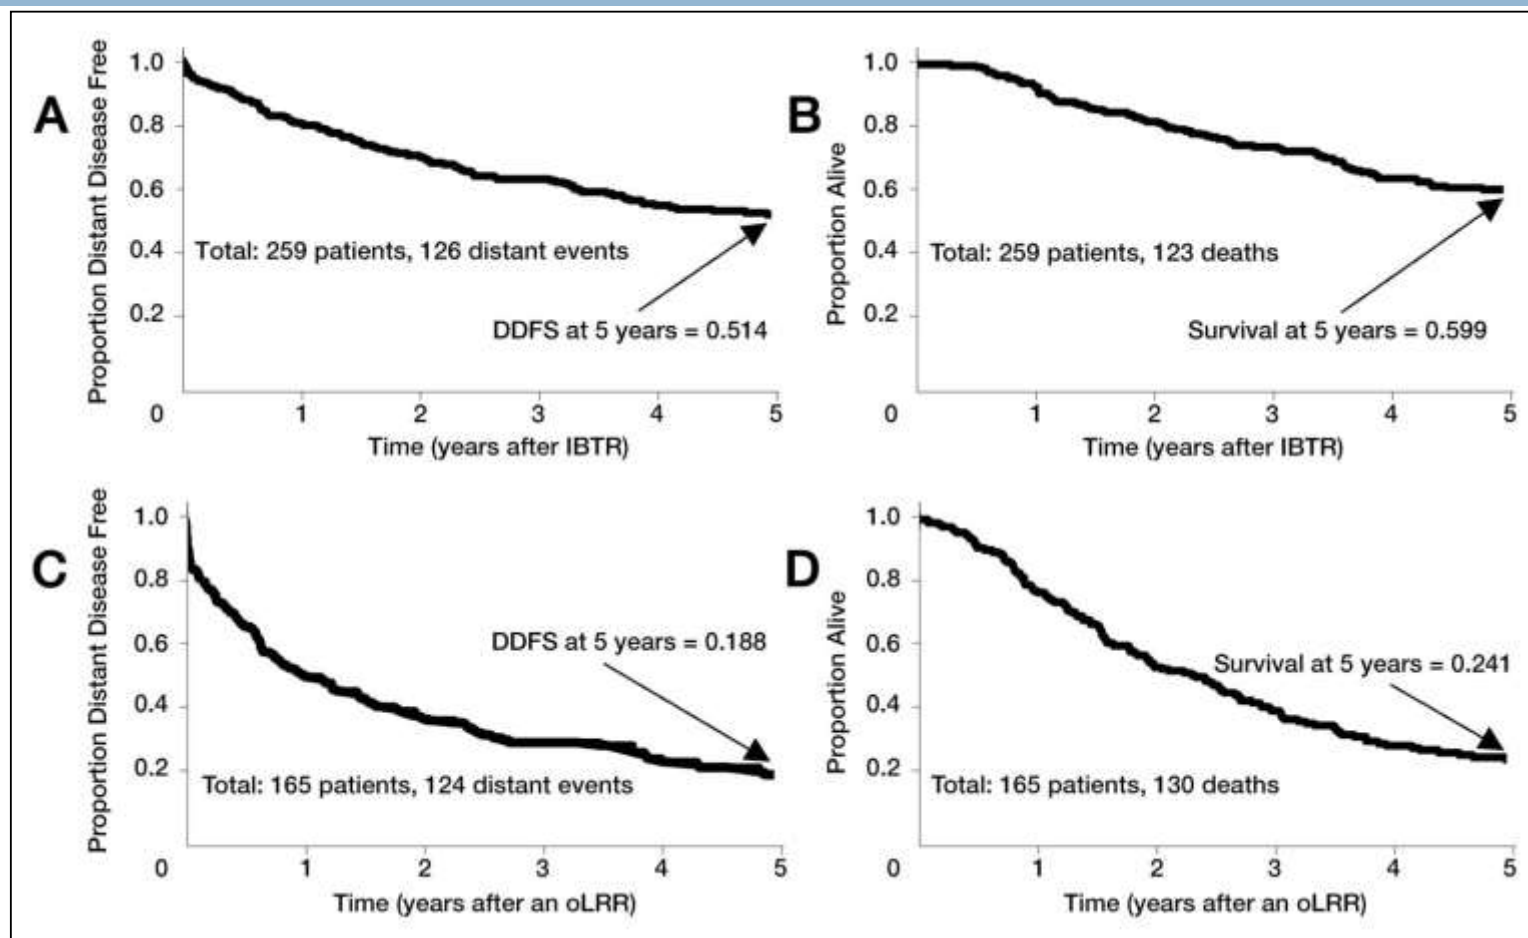 A
Proportion Distant Disease Free
1.0
0.8
0.6
0.4
0.2
0
Total: 259 patients, 126 distant events
DDFS at 5 years = 0.514
1 2 3 4 5
Time (years after IBTR)
B
Proportion Alive
1.0
0.8
0.6
0.4
0.2
0
Total: 259 patients, 123 deaths
Survival at 5 years = 0.599
1 2 3 4 5
Time (years after IBTR)
C
Proportion Distant Disease Free
1.0
0.8
0.6
0.4
0.2
0
DDFS at 5 years = 0.188
Total: 165 patients, 124 distant events
1 2 3 4 5
Time (years after an oLRR)
D
Proportion Alive
1.0
0.8
0.6
0.4
0.2
0
Survival at 5 years = 0.241
Total: 165 patients, 130 deaths
1 2 3 4 5
Time (years after an oLRR)